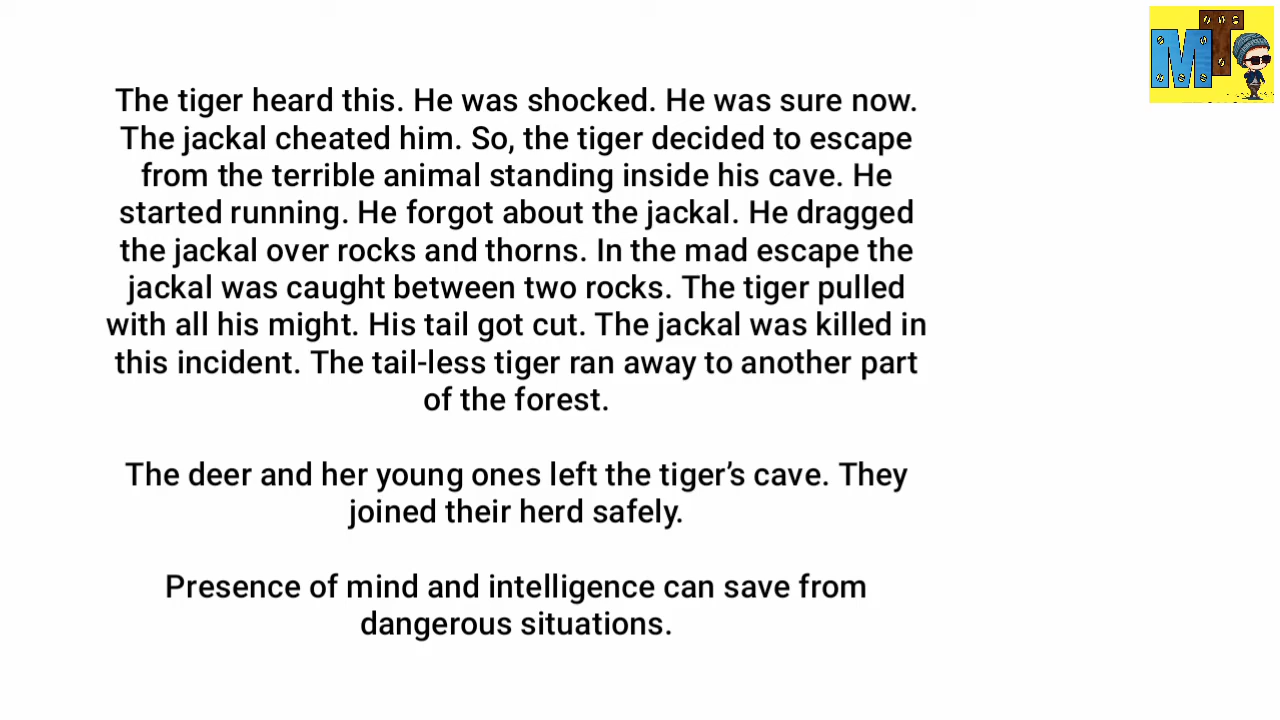 The tiger heard this. He was shocked. He was sure now.
The jackal cheated him. So, the tiger decided to escape
from the terrible animal standing inside his cave. He
started running. He forgot about the jackal. He dragged
the jackal over rocks and thorns. In the mad escape the
jackal was caught between two rocks. The tiger pulled
with all his might. His tail got cut. The jackal was killed in
this incident. The tail-less tiger ran away to another part
of the forest.
The deer and her young ones left the tiger’s cave. They
joined their herd safely.
Presence of mind and intelligence can save from
dangerous situations.
MT